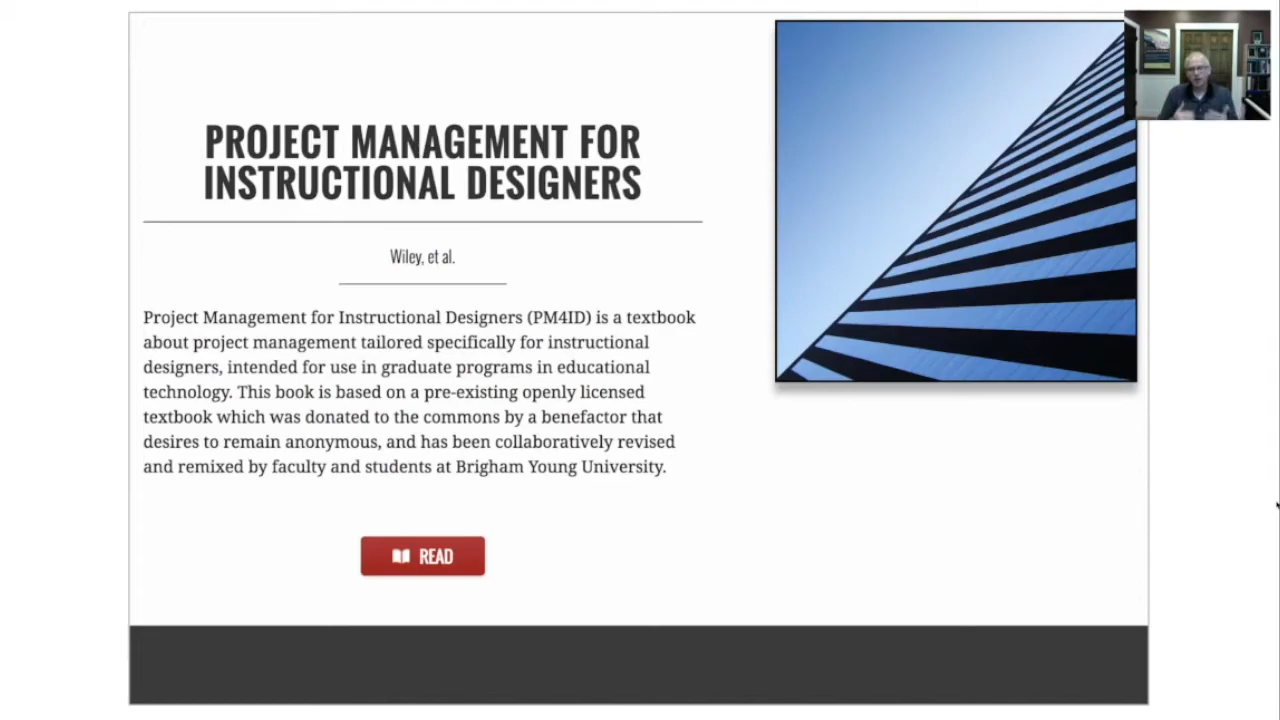 PROJECT MANAGEMENT FOR
INSTRUCTIONAL DESIGNERS
Wiley, et al.
Project Management for Instructional Designers (PM4ID) is a textbook
about project management tailored specifically for instructional
designers, intended for use in graduate programs in educational
technology. This book is based on a pre-existing openly licensed
textbook which was donated to the commons by a benefactor that
desires to remain anonymous, and has been collaboratively revised
and remixed by faculty and students at Brigham Young University.
READ